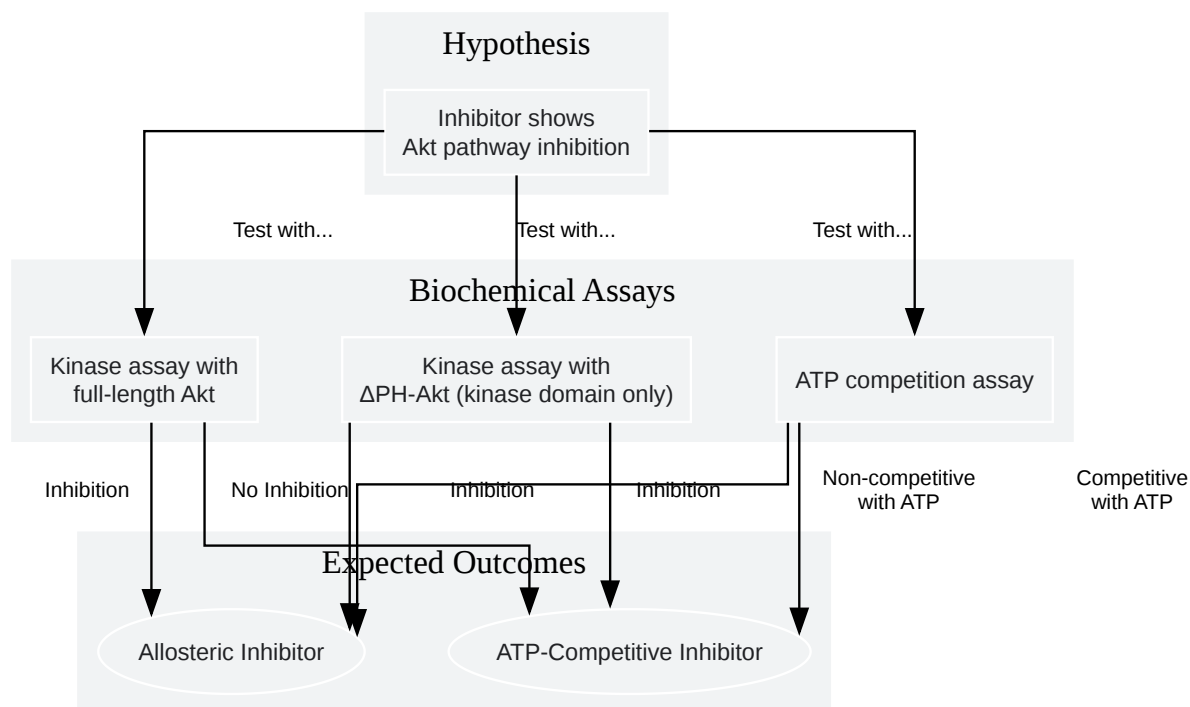 Hypothesis
Inhibitor shows
Akt pathway inhibition
Test with...
Test with...
Test with...
Biochemical Assays
Kinase assay with
full-length Akt
Kinase assay with
ΔPH-Akt (kinase domain only)
ATP competition assay
Inhibition
No Inhibition
Inhibition
Inhibition
Non-competitive
with ATP
Competitive
with ATP
Expected Outcomes
Allosteric Inhibitor
ATP-Competitive Inhibitor